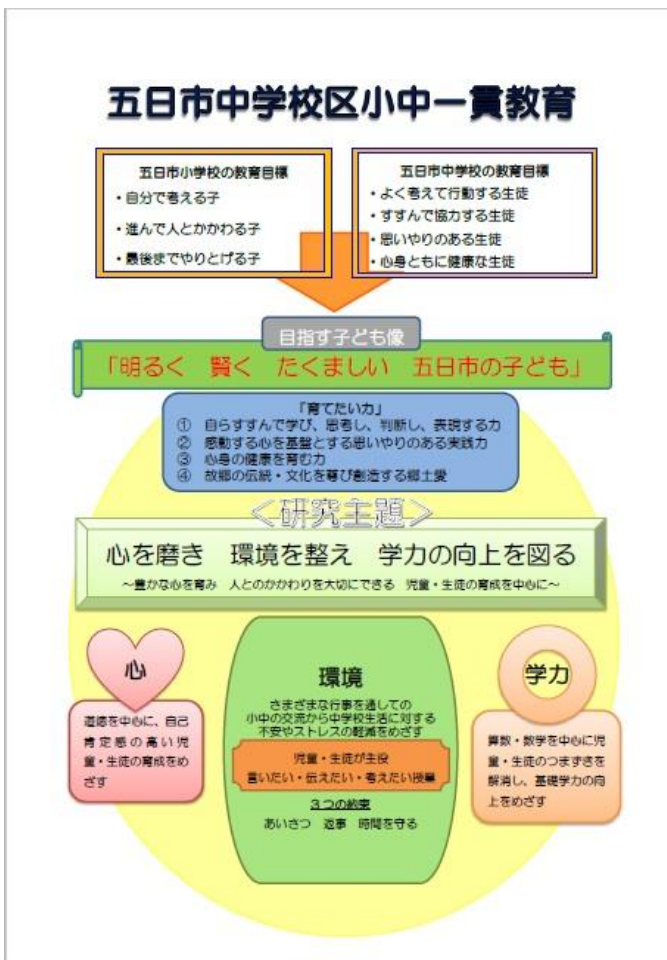 五日市中学校区小中一貫教育
五日市小学校の教育目標
・自分で考える子
・進んで人とかかわる子
・最後までやりとげる子
五日市中学校の教育目標
・よく考えて行動する生徒
・すすんで協力する生徒
・思いやりのある生徒
・心身ともに健康な生徒
目指す子ども像
「明るく 賢く たくましい 五日市の子ども」
「育てたい力」
① 自らすすんで学び、思考し、判断し、表現する力
② 感動する心を基盤とする思いやりのある実践力
③ 心身の健康を育む力
④ 故郷の伝統・文化を尊び創造する郷土愛
＜研究主題＞
心を磨き 環境を整え 学力の向上を図る
～豊かな心を育み 人とのかかわりを大切にできる 児童・生徒の育成を中心に～
心
道徳を中心に、自己
肯定感の高い児
童・生徒の育成をめ
ざす
環境
さまざまな行事を通しての
小中の交流から中学校生活に対する
不安やストレスの軽減をめざす
児童・生徒が主役
言いたい・伝えたい・考えたい授業
３つの約束
あいさつ 返事 時間を守る
学力
算数・数学を中心に児
童・生徒のつまずきを
解消し、基礎学力の向
上をめざす